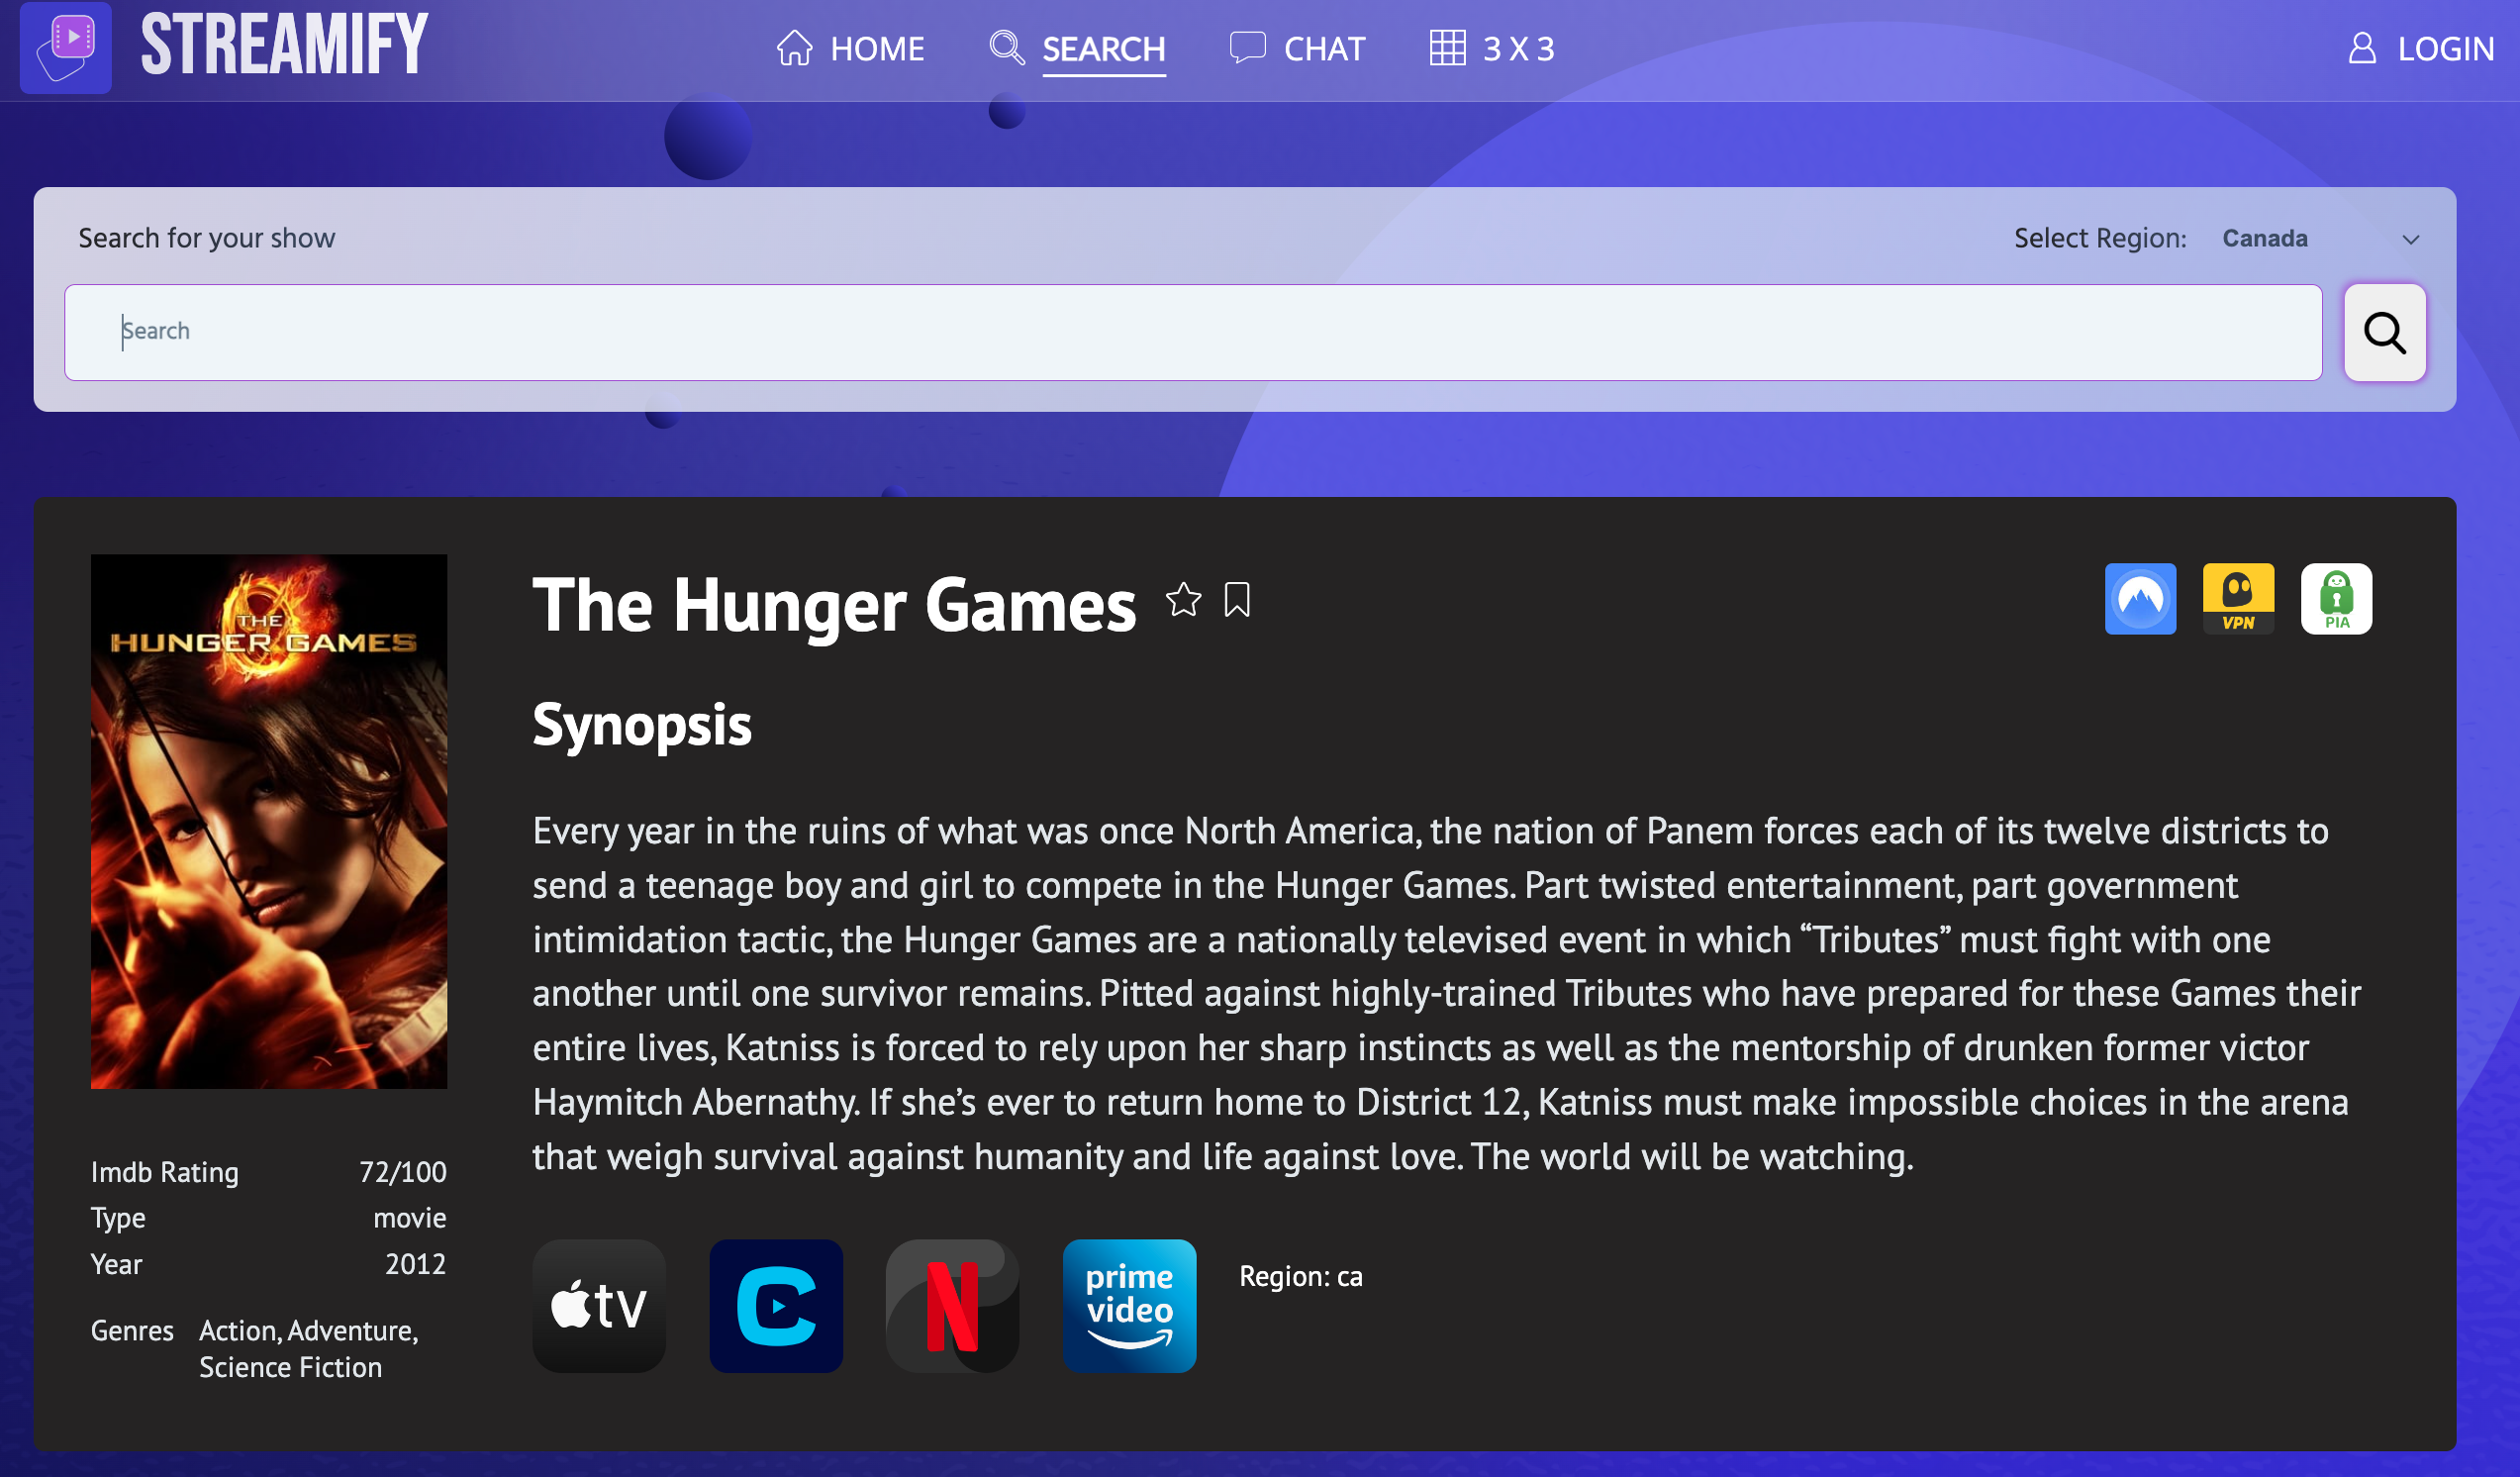 STREAMIFY
HOME
SEARCH
CHAT
3 X 3
LOGIN
Search for your show
Select Region:
Canada
Search
THE
HUNGER GAMES
The Hunger Games
VPN
PIA
Synopsis
Every year in the ruins of what was once North America, the nation of Panem forces each of its twelve districts to
send a teenage boy and girl to compete in the Hunger Games. Part twisted entertainment, part government
intimidation tactic, the Hunger Games are a nationally televised event in which “Tributes” must fight with one
another until one survivor remains. Pitted against highly-trained Tributes who have prepared for these Games their
entire lives, Katniss is forced to rely upon her sharp instincts as well as the mentorship of drunken former victor
Haymitch Abernathy. If she’s ever to return home to District 12, Katniss must make impossible choices in the arena
that weigh survival against humanity and life against love. The world will be watching.
Imdb Rating 72/100
Type movie
Year 2012
Genres Action, Adventure,
Science Fiction
tv
C
N
prime
video
Region: ca